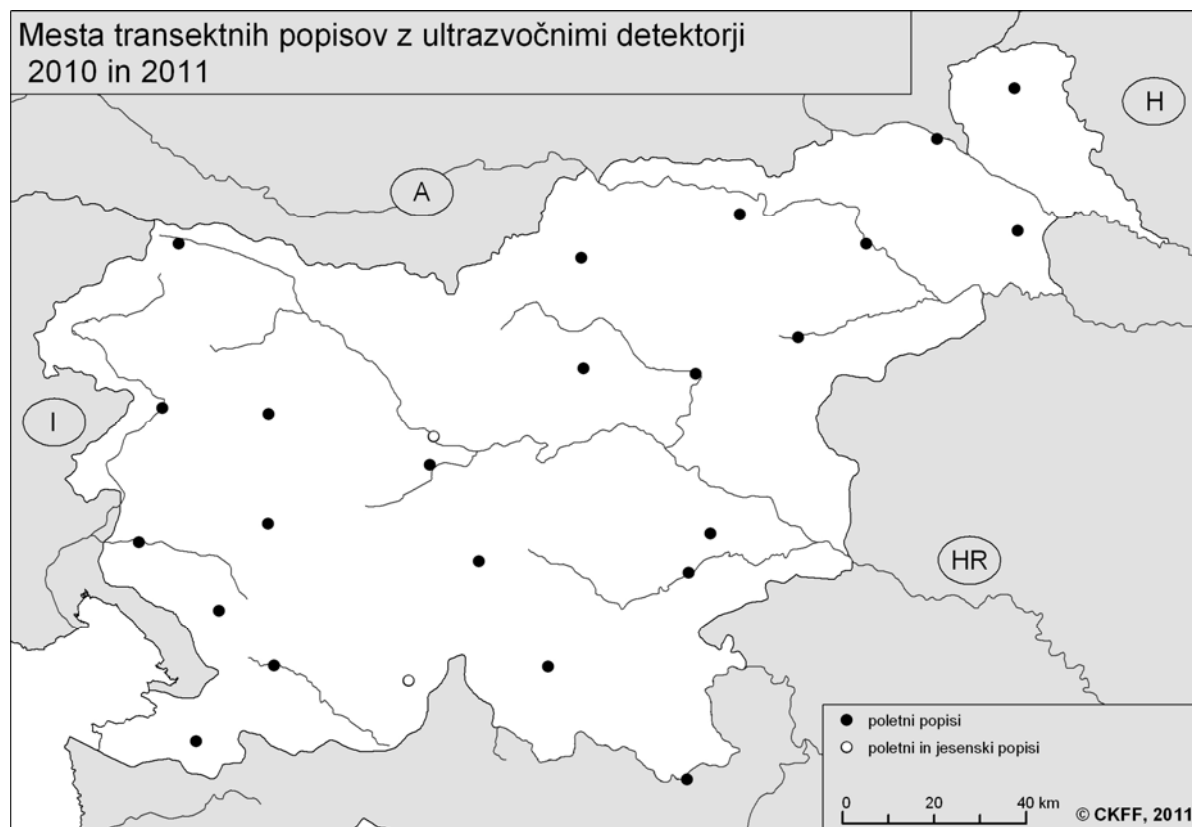 Mesta transektnih popisov z ultrazvočnimi detektorji
2010 in 2011
H
A
I
HR
poletni popisi
poletni in jesenski popisi
0 20 40 km
© CKFF, 2011